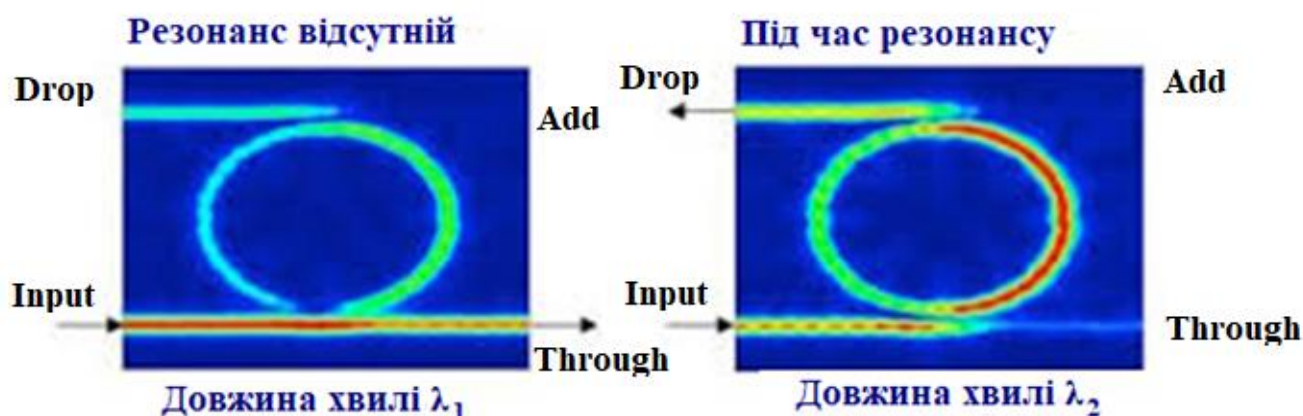 Резонанс відсутній
Drop
Add
Input
Through
Довжина хвилі λ1
Під час резонансу
Drop
Add
Input
Through
Довжина хвилі λ2